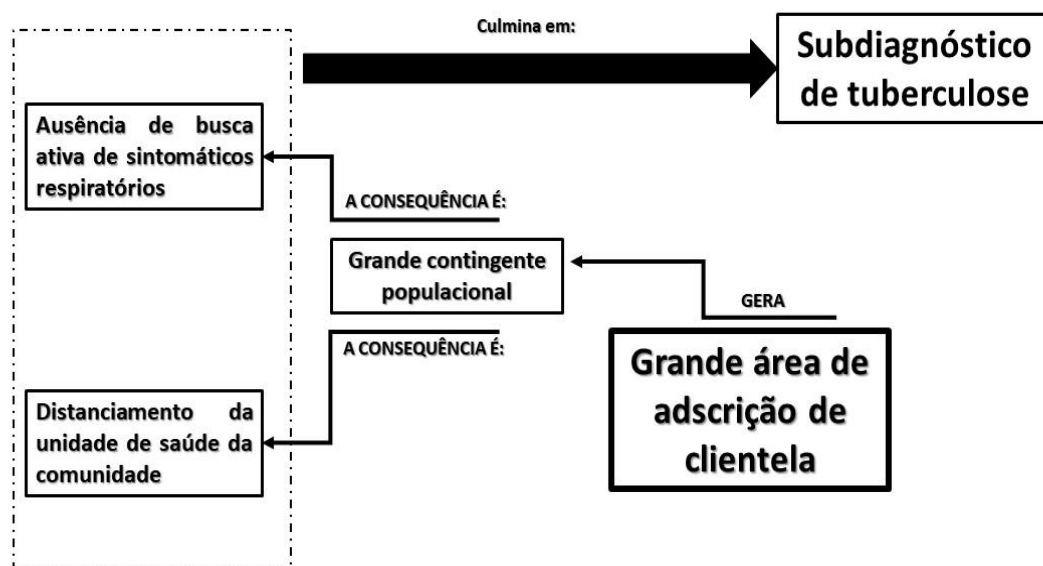 Culmina em:
Subdiagnóstico
de tuberculose
Ausência de busca
ativa de sintomáticos
respiratórios
A CONSEQUÊNCIA É:
Grande contingente
populacional
GERA
A CONSEQUÊNCIA É:
Grande área de
adscrição de
clientela
Distanciamento da
unidade de saúde da
comunidade